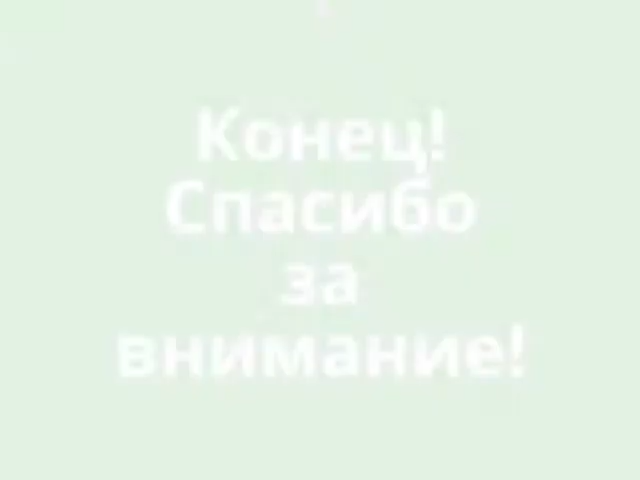 Конец!
Спасибо
за
внимание!